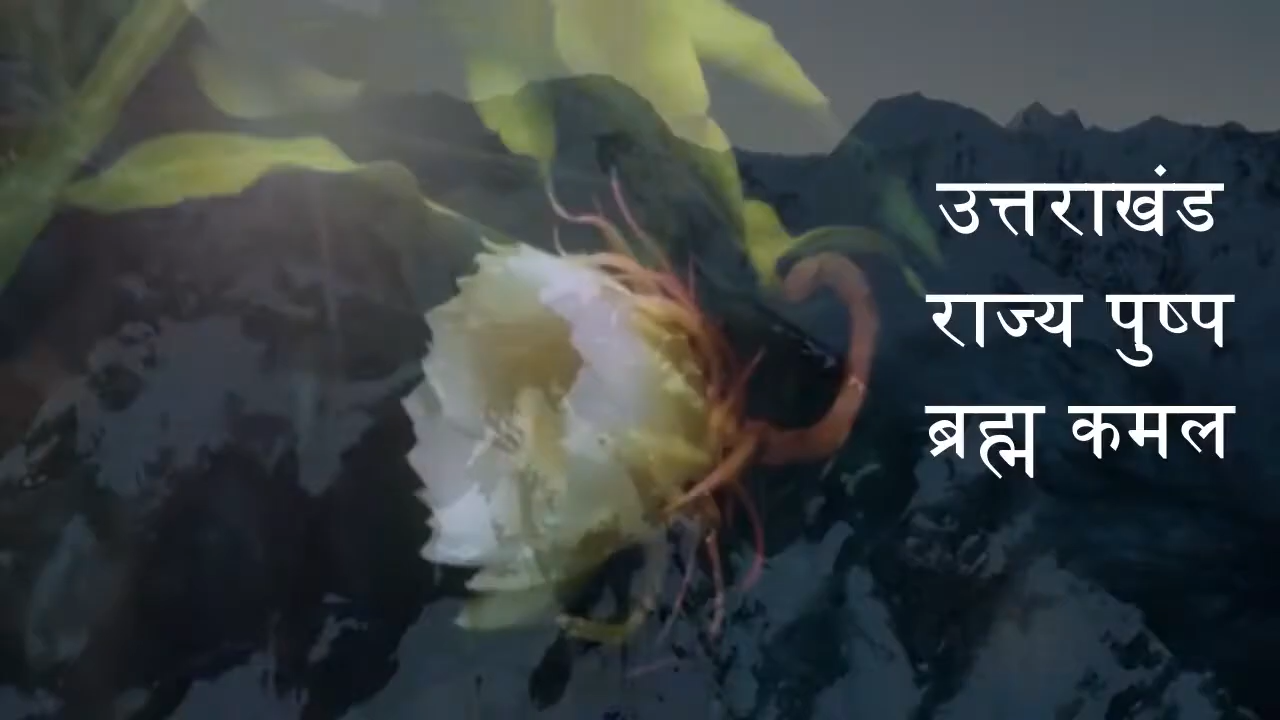 उत्तराखंड
राज्य पुष्प
ब्रह्म कमल